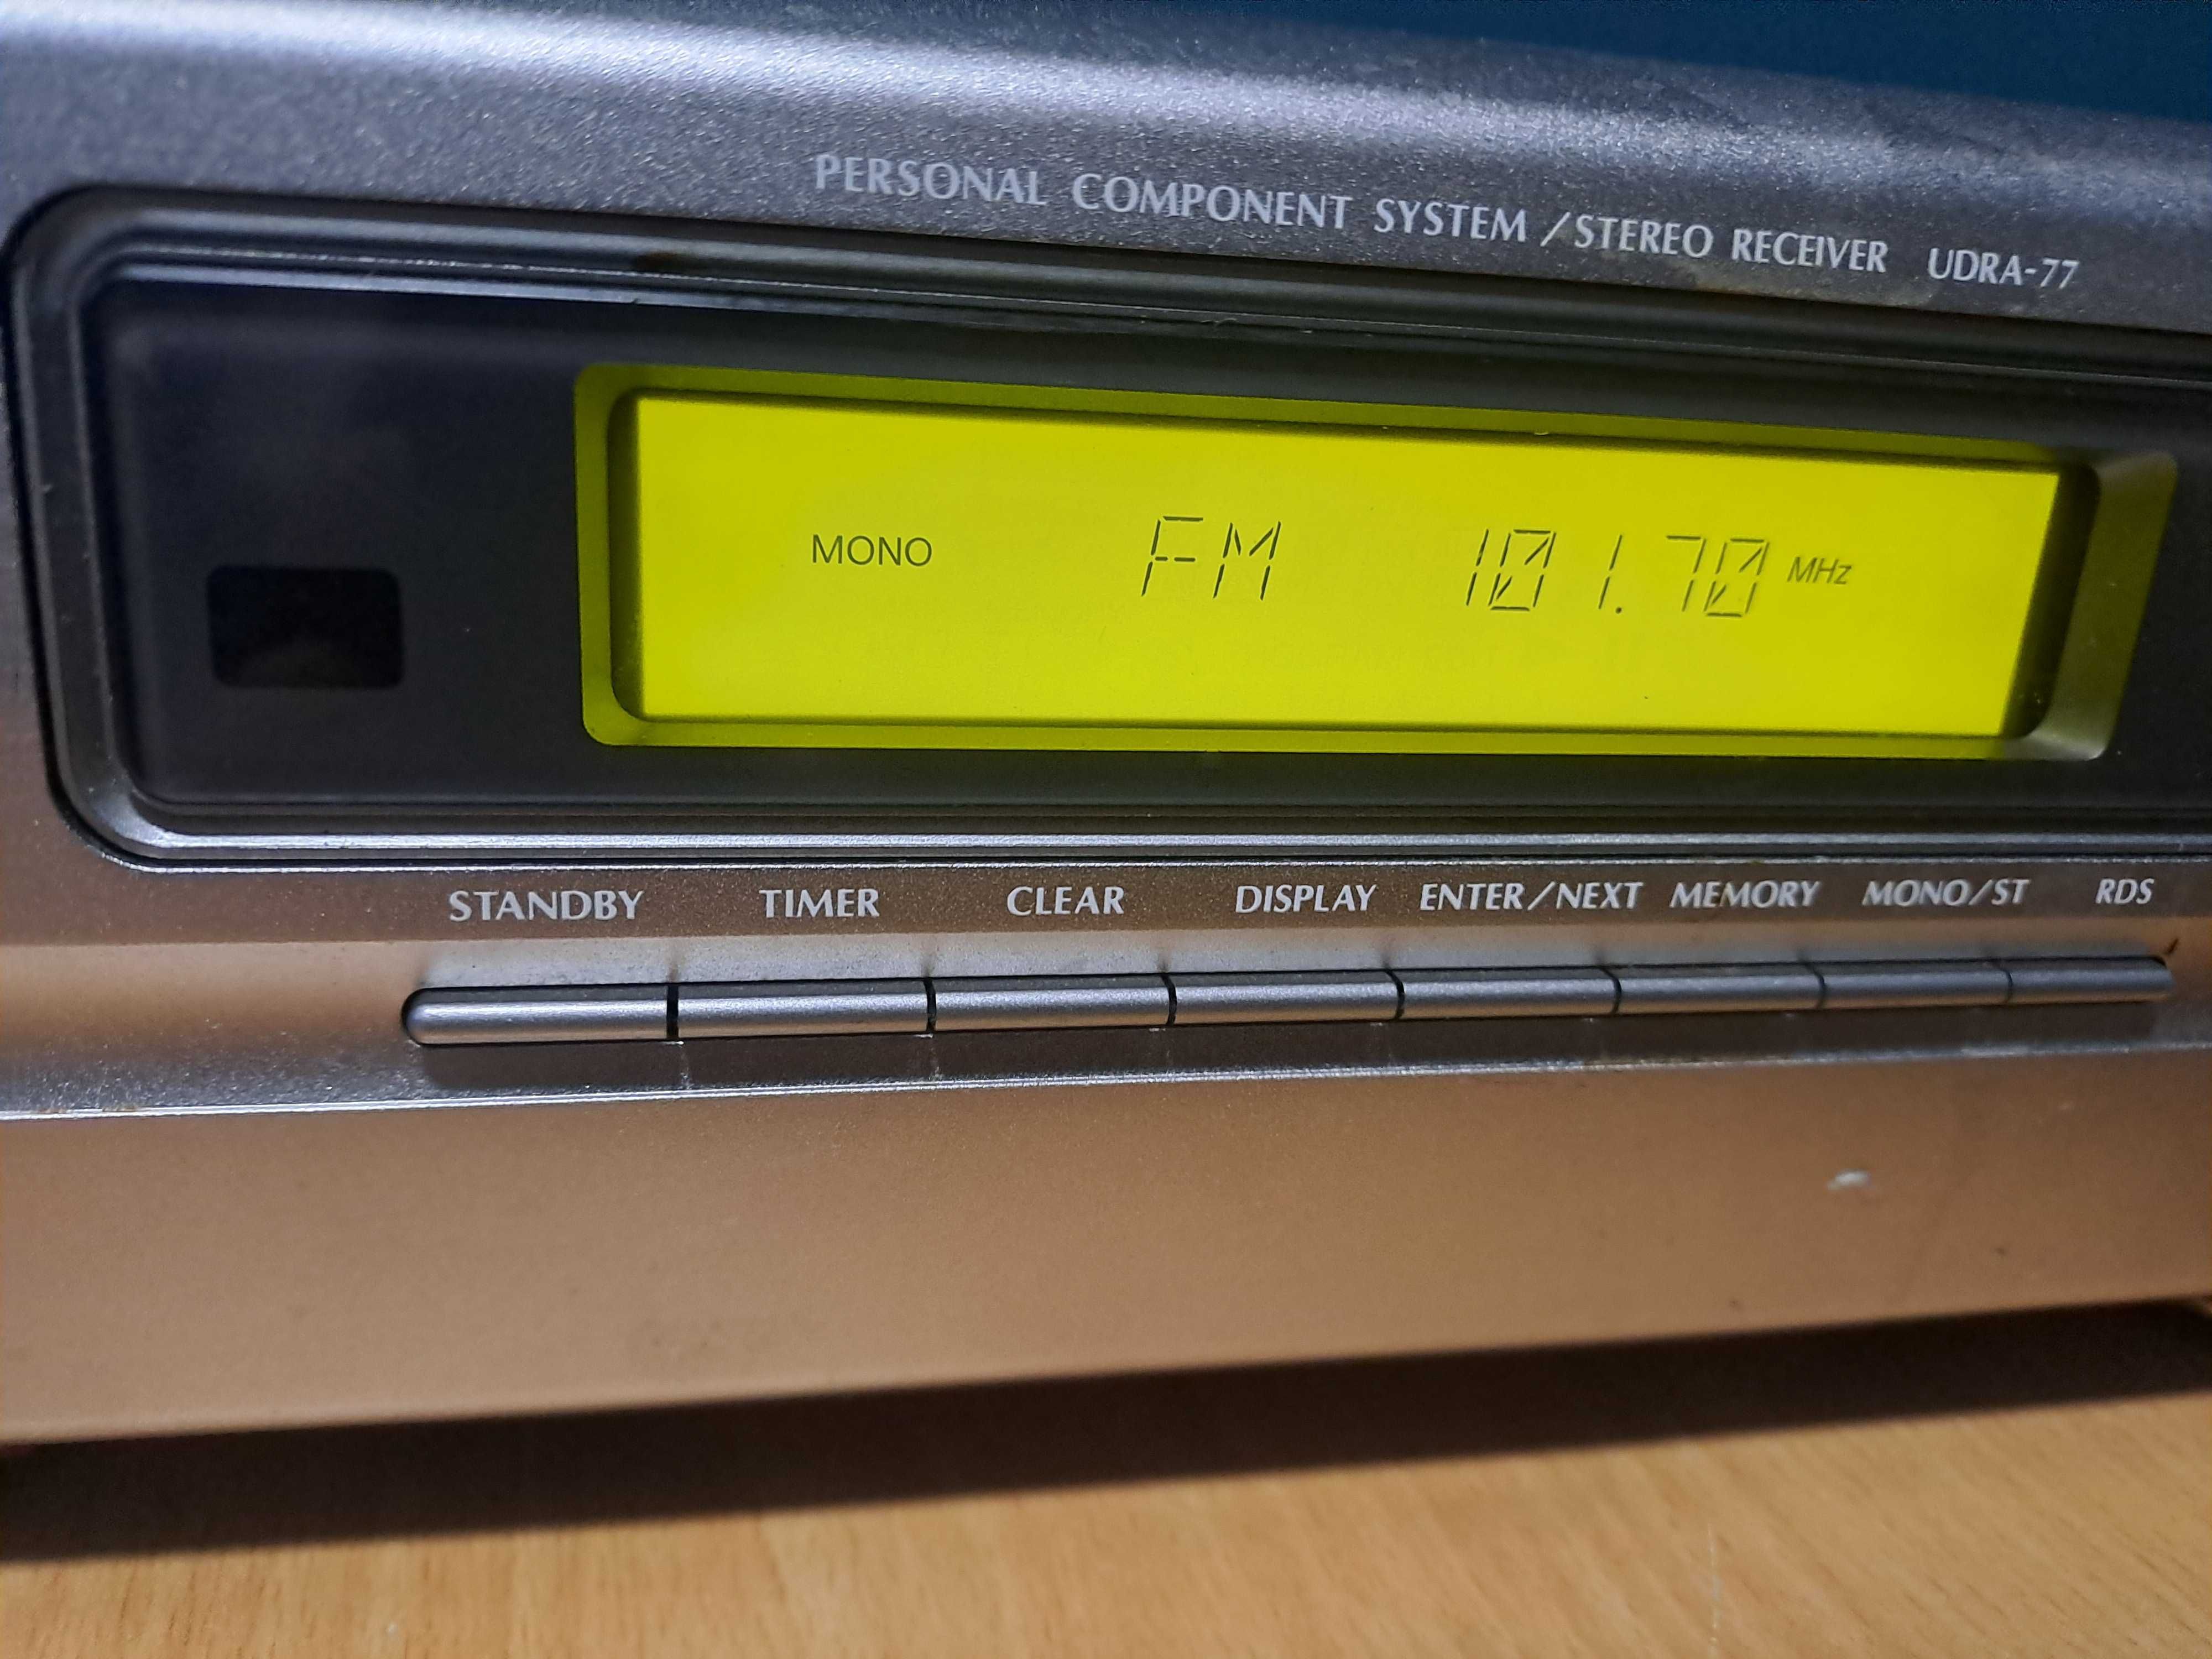 PERSONAL COMPONENT SYSTEM / STEREO RECEIVER UDRA-77
MONO FM 101.70 MHz
STANDBY TIMER CLEAR DISPLAY ENTER/NEXT MEMORY MONO/ST RDS